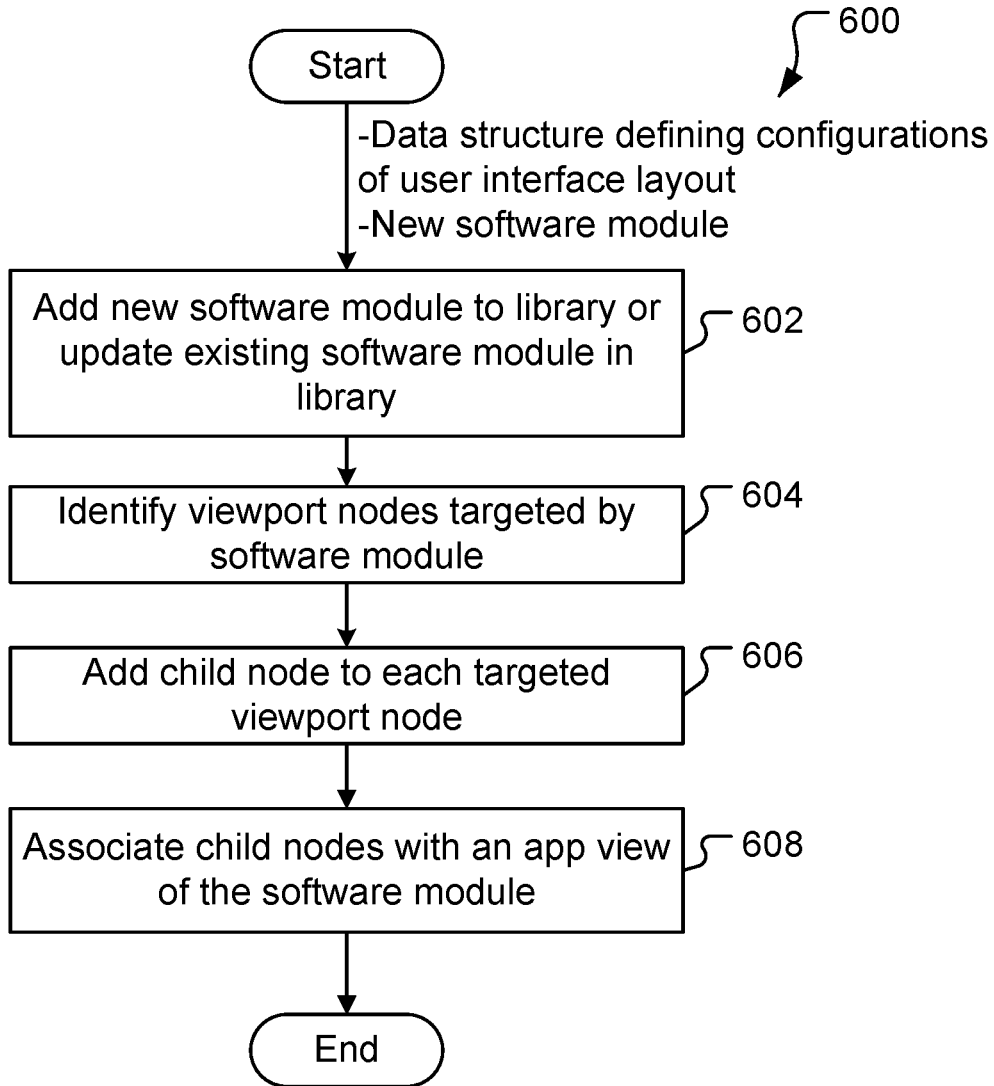 600
Start
-Data structure defining configurations
of user interface layout
-New software module
Add new software module to library or
update existing software module in
library
602
Identify viewport nodes targeted by
software module
604
Add child node to each targeted
viewport node
606
Associate child nodes with an app view
of the software module
608
End